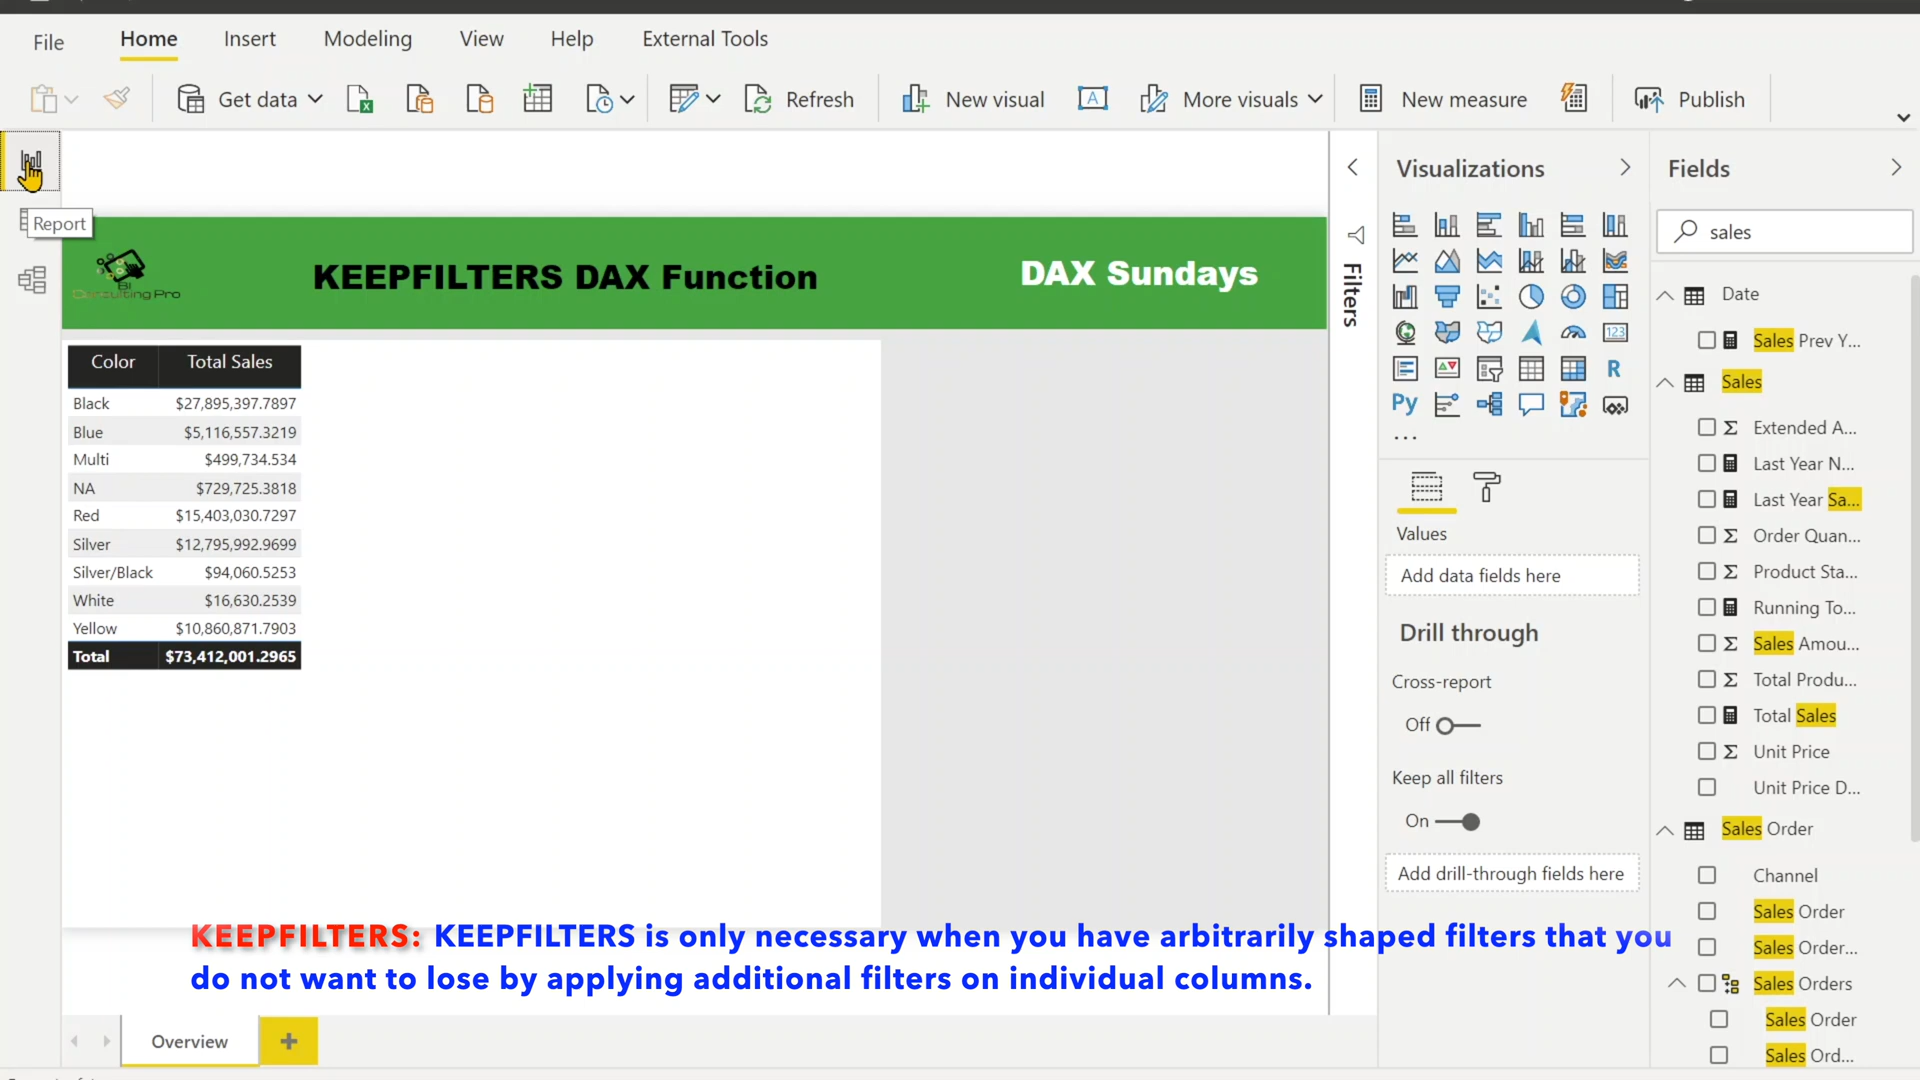 File Home Insert Modeling View Help External Tools
Get data Refresh New visual More visuals New measure Publish
Report
BI
Consulting Pro
KEEPFILTERS DAX Function
DAX Sundays
Color Total Sales
Black $27,895,397.7897
Blue $5,116,557.3219
Multi $499,734.534
NA $729,725.3818
Red $15,403,030.7297
Silver $12,795,992.9699
Silver/Black $94,060.5253
White $16,630.2539
Yellow $10,860,871.7903
Total $73,412,001.2965
KEEPFILTERS: KEEPFILTERS is only necessary when you have arbitrarily shaped filters that you
do not want to lose by applying additional filters on individual columns.
Overview
Filters
Visualizations
123
R
Py
...
Values
Add data fields here
Drill through
Cross-report
Off
Keep all filters
On
Add drill-through fields here
Fields
sales
Date
Sales Prev Y...
Sales
Extended A...
Last Year N...
Last Year Sa...
Order Quan...
Product Sta...
Running To...
Sales Amou...
Total Produ...
Total Sales
Unit Price
Unit Price D...
Sales Order
Channel
Sales Order
Sales Order...
Sales Orders
Sales Order
Sales Ord...